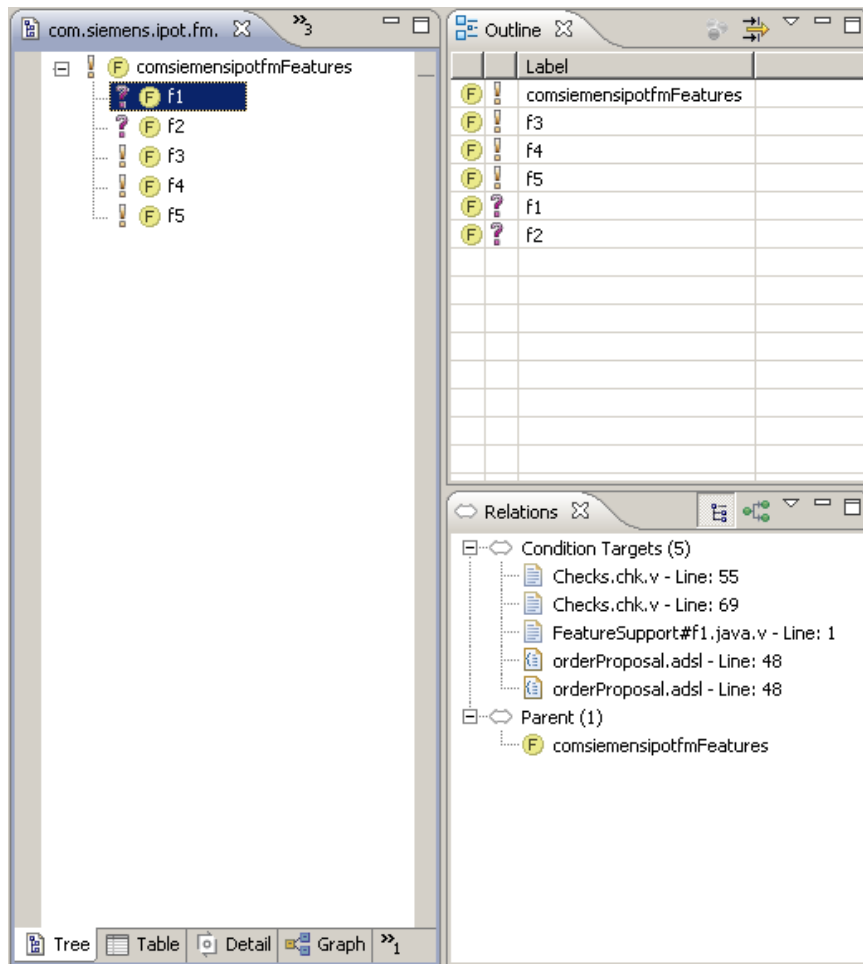 com.siemens.ipot.fm.
»3
comsiemensipotfmFeatures
F f1
F f2
F f3
F f4
F f5
Tree
Table
Detail
Graph
»1
Outline
Label
F comsiemensipotfmFeatures
F f3
F f4
F f5
F f1
F f2
Relations
Condition Targets (5)
Checks.chk.v - Line: 55
Checks.chk.v - Line: 69
FeatureSupport#f1.java.v - Line: 1
orderProposal.adsl - Line: 48
orderProposal.adsl - Line: 48
Parent (1)
F comsiemensipotfmFeatures